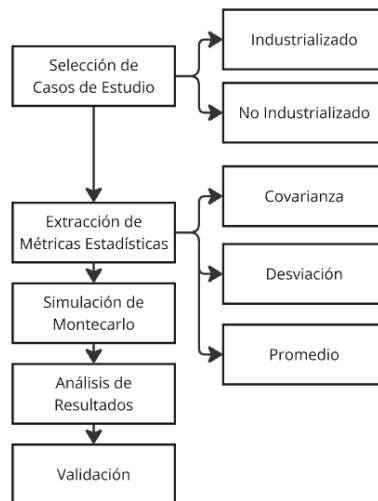 Industrializado
Selección de
Casos de Estudio
No Industrializado
Covarianza
Extracción de
Métricas Estadísticas
Desviación
Simulación de
Montecarlo
Promedio
Análisis de
Resultados
Validación